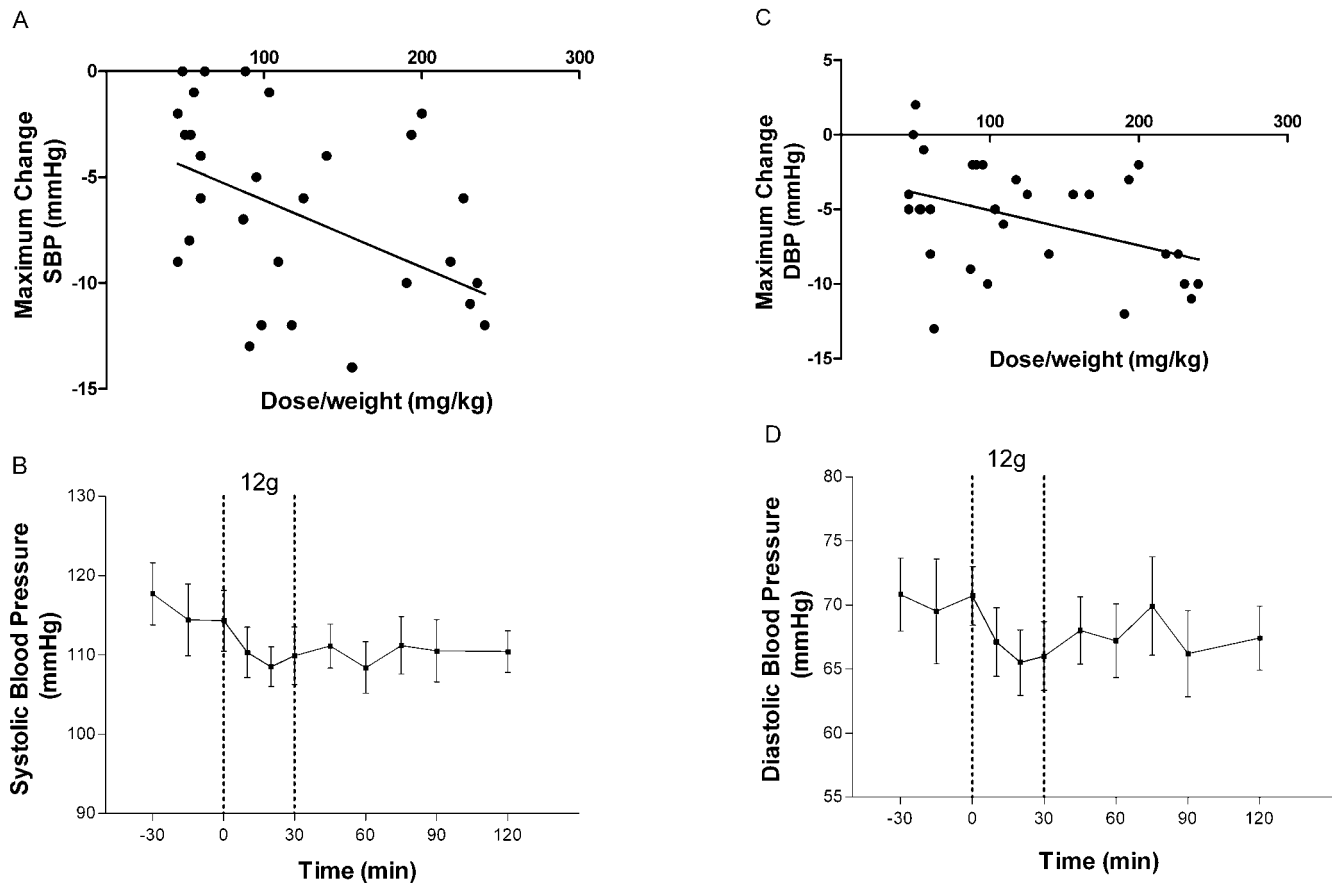 A
100
200
300
0
-5
-10
-15
Maximum Change
SBP (mmHg)
Dose/weight (mg/kg)
C
5
100
200
300
0
-5
-10
-15
Maximum Change
DBP (mmHg)
Dose/weight (mg/kg)
B
12g
130
120
110
100
90
Systolic Blood Pressure
(mmHg)
-30
0
30
60
90
120
Time (min)
D
12g
80
75
70
65
60
55
Diastolic Blood Pressure
(mmHg)
-30
0
30
60
90
120
Time (min)